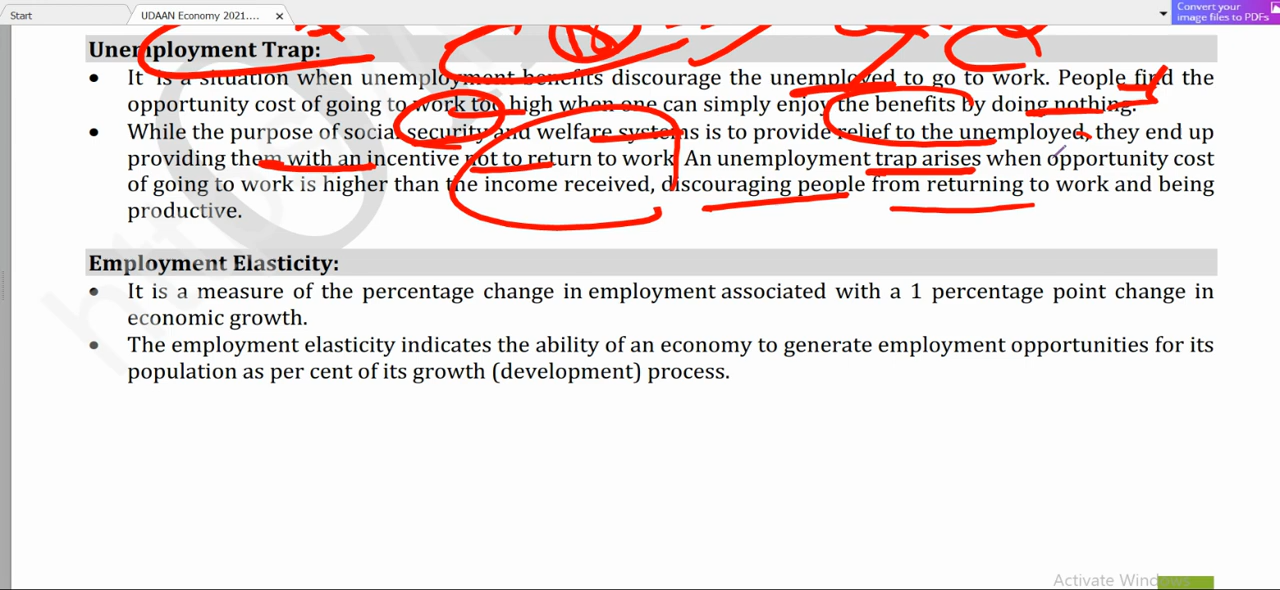 Start
UDAAN Economy 2021....
Convert your
image files to PDFs
Unemployment Trap:
• It is a situation when unemployment benefits discourage the unemployed to go to work. People find the
opportunity cost of going to work too high when one can simply enjoy the benefits by doing nothing.
• While the purpose of social security and welfare systems is to provide relief to the unemployed, they end up
providing them with an incentive not to return to work. An unemployment trap arises when opportunity cost
of going to work is higher than the income received, discouraging people from returning to work and being
productive.
Employment Elasticity:
• It is a measure of the percentage change in employment associated with a 1 percentage point change in
economic growth.
• The employment elasticity indicates the ability of an economy to generate employment opportunities for its
population as per cent of its growth (development) process.
Activate Windows